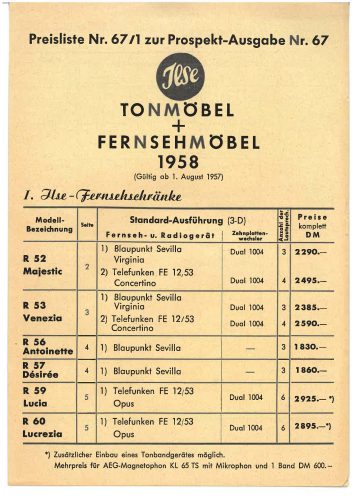 Preisliste Nr. 67/1 zur Prospekt-Ausgabe Nr. 67
Ilse
TONMÖBEL
+
FERNSEHMÖBEL
1958
(Gültig ab 1. August 1957)
I. Ilse-Fernsehschränke
Modell-Bezeichnung Seite Standard-Ausführung (3-D) Fernseh- u. Radiogerät Zehnplattenwechsler Anzahl der Lautsprech. Preise komplett DM
R 52 Majestic 2 1) Blaupunkt Sevilla Virginia Dual 1004 3 2290.—
2) Telefunken FE 12/53 Concertino Dual 1004 4 2495.—
R 53 Venezia 3 1) Blaupunkt Sevilla Virginia Dual 1004 3 2385.—
2) Telefunken FE 12/53 Concertino Dual 1004 4 2590.—
R 56 Antoinette 4 1) Blaupunkt Sevilla — 3 1830.—
R 57 Désirée 4 1) Blaupunkt Sevilla — 3 1860.—
R 59 Lucia 5 1) Telefunken FE 12/53 Opus Dual 1004 6 2925.—*)
R 60 Lucrezia 5 1) Telefunken FE 12/53 Opus Dual 1004 6 2895.—*)
*) Zusätzlicher Einbau eines Tonbandgerätes möglich.
Mehrpreis für AEG-Magnetophon KL 65 TS mit Mikrophon und 1 Band DM 600.—